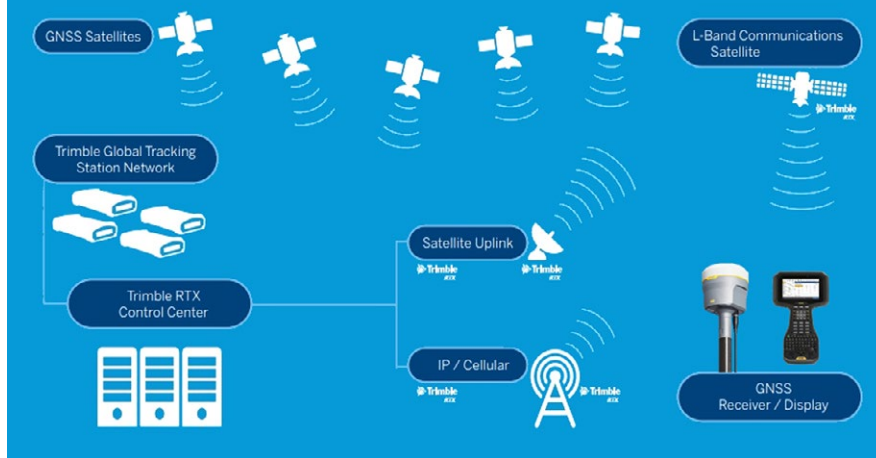 GNSS Satellites
L-Band Communications
Satellite
Trimble
RTX
Trimble Global Tracking
Station Network
Satellite Uplink
Trimble
RTX
Trimble
RTX
Trimble RTX
Control Center
IP / Cellular
Trimble
RTX
Trimble
RTX
GNSS
Receiver / Display